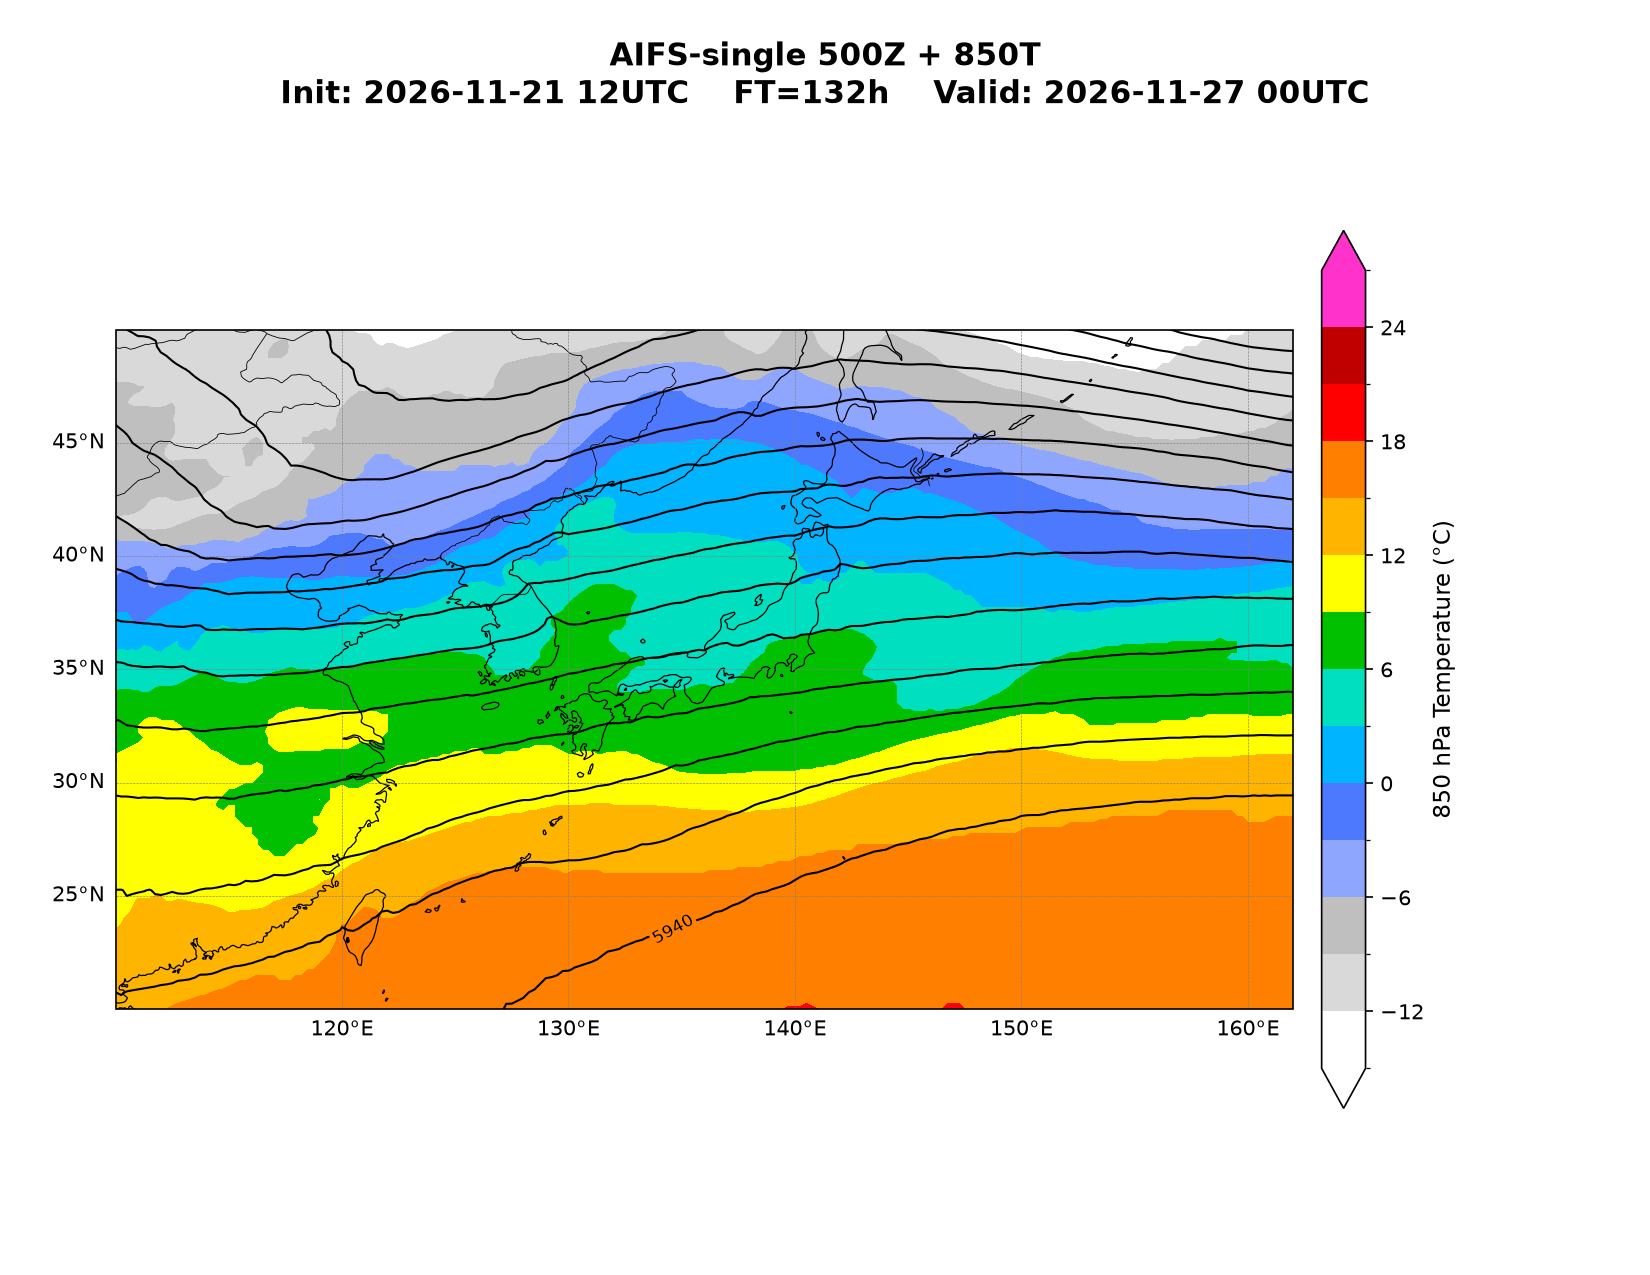 AIFS-single 500Z + 850T
Init: 2026-11-21 12UTC    FT=132h    Valid: 2026-11-27 00UTC
45°N
40°N
35°N
30°N
25°N
120°E
130°E
140°E
150°E
160°E
5940
24
18
12
6
0
−6
−12
850 hPa Temperature (°C)